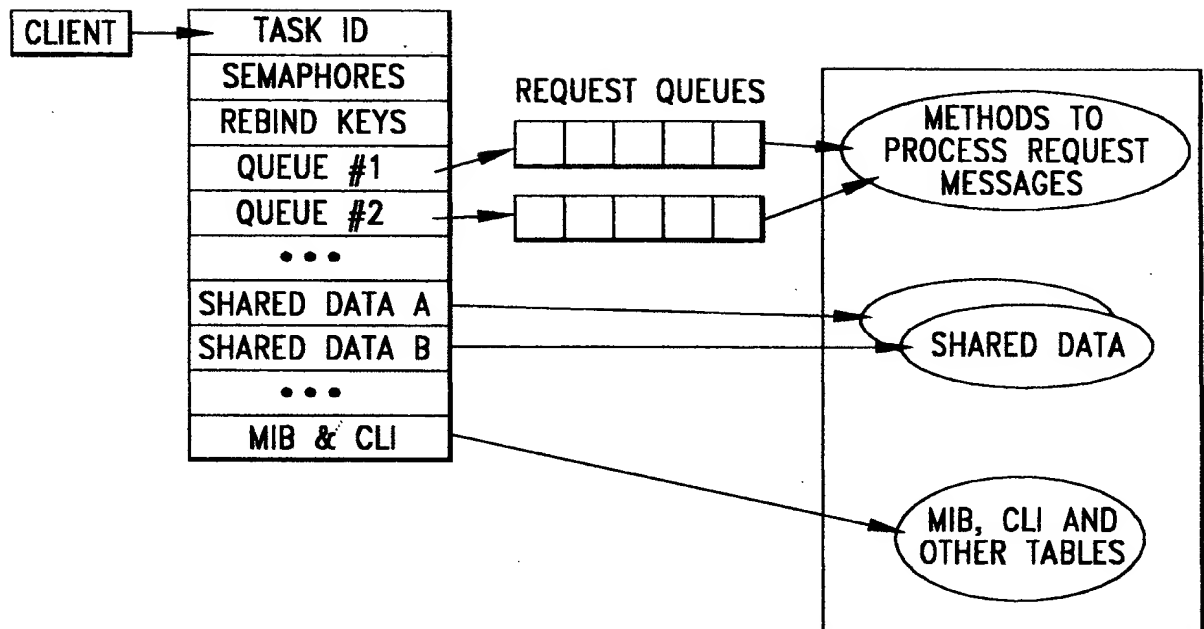 CLIENT
TASK ID
SEMAPHORES
REBIND KEYS
QUEUE #1
QUEUE #2
•••
SHARED DATA A
SHARED DATA B
•••
MIB & CLI
REQUEST QUEUES
METHODS TO
PROCESS REQUEST
MESSAGES
SHARED DATA
MIB, CLI AND
OTHER TABLES